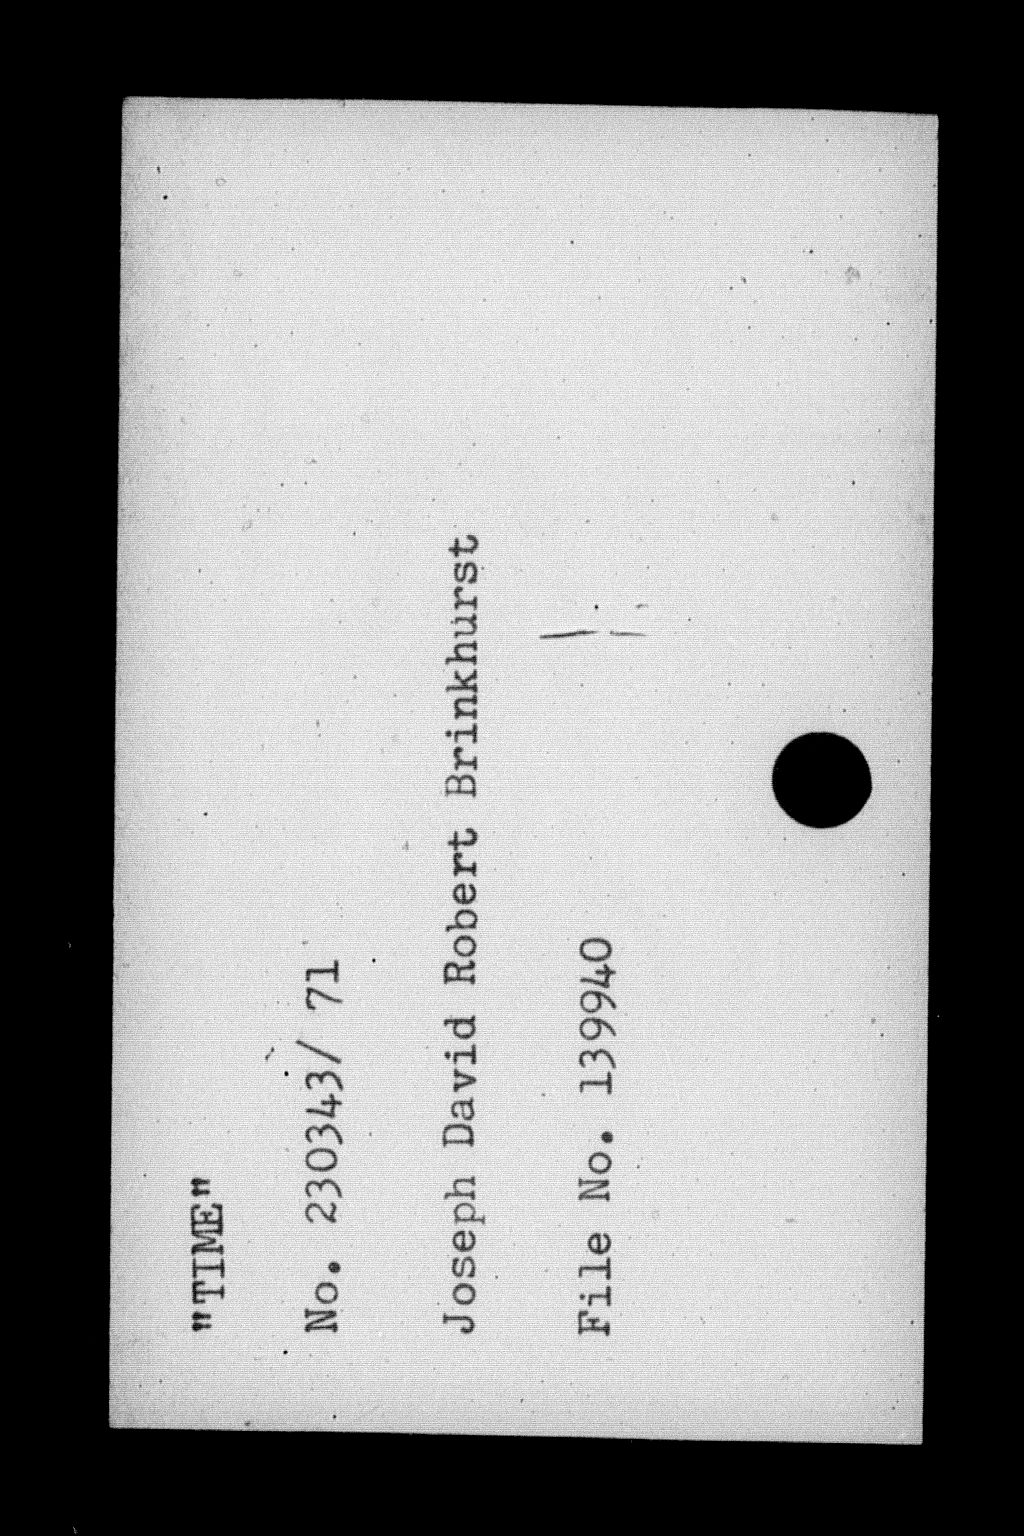 "TIME"
No. 230343/ 71
Joseph David Robert Brinkhurst
File No. 139940